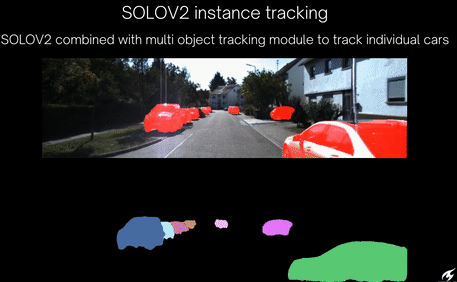 SOLOV2 instance tracking
SOLOV2 combined with multi object tracking module to track individual cars